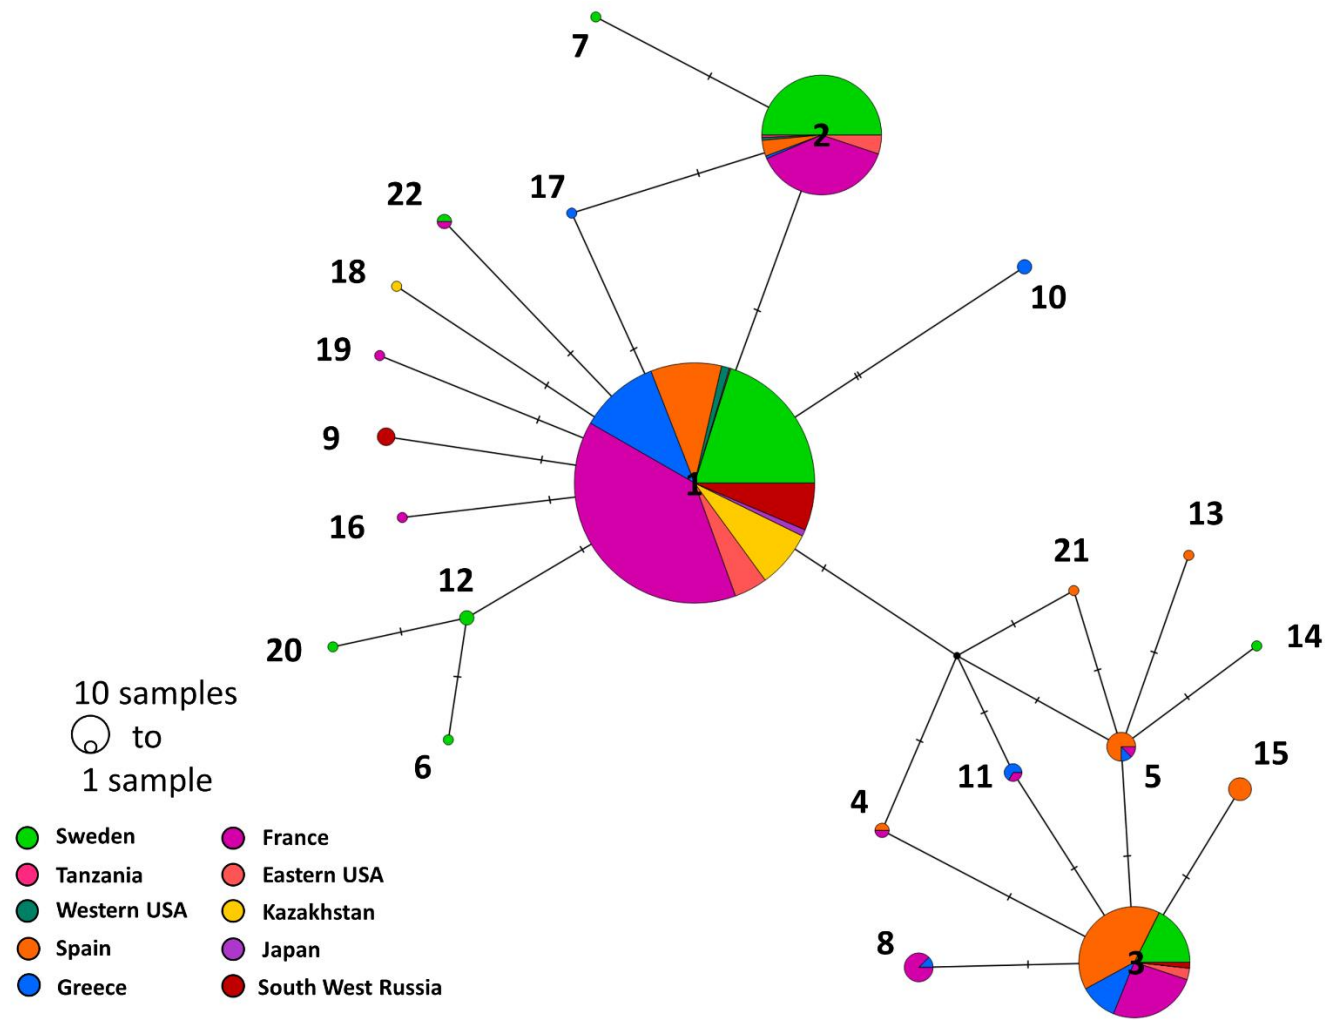 7
2
22
17
18
10
19
9
1
16
13
21
12
20
14
10 samples
to
1 sample
6
15
11
5
4
8
3
Sweden
France
Tanzania
Eastern USA
Western USA
Kazakhstan
Spain
Japan
Greece
South West Russia